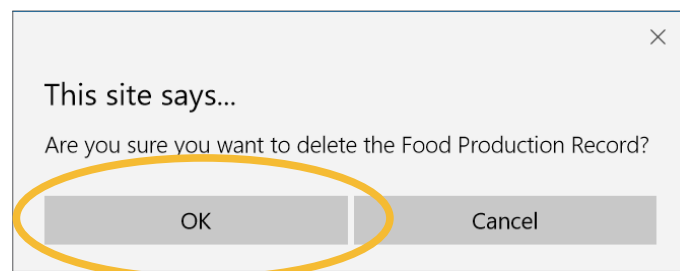 This site says...
Are you sure you want to delete the Food Production Record?
OK
Cancel